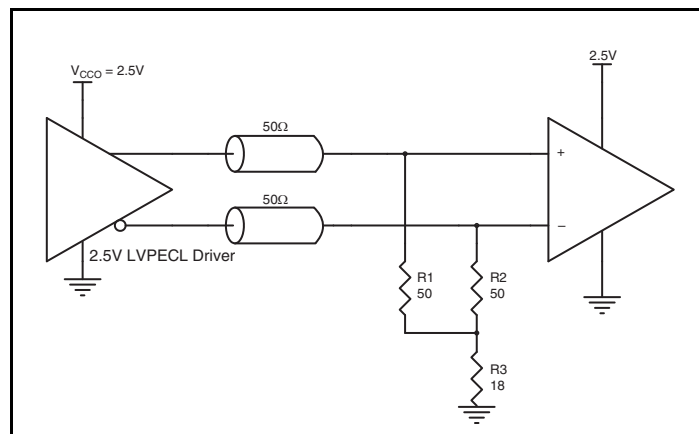 V_CCO = 2.5V
2.5V
50Ω
+
50Ω
−
2.5V LVPECL Driver
R1
50
R2
50
R3
18